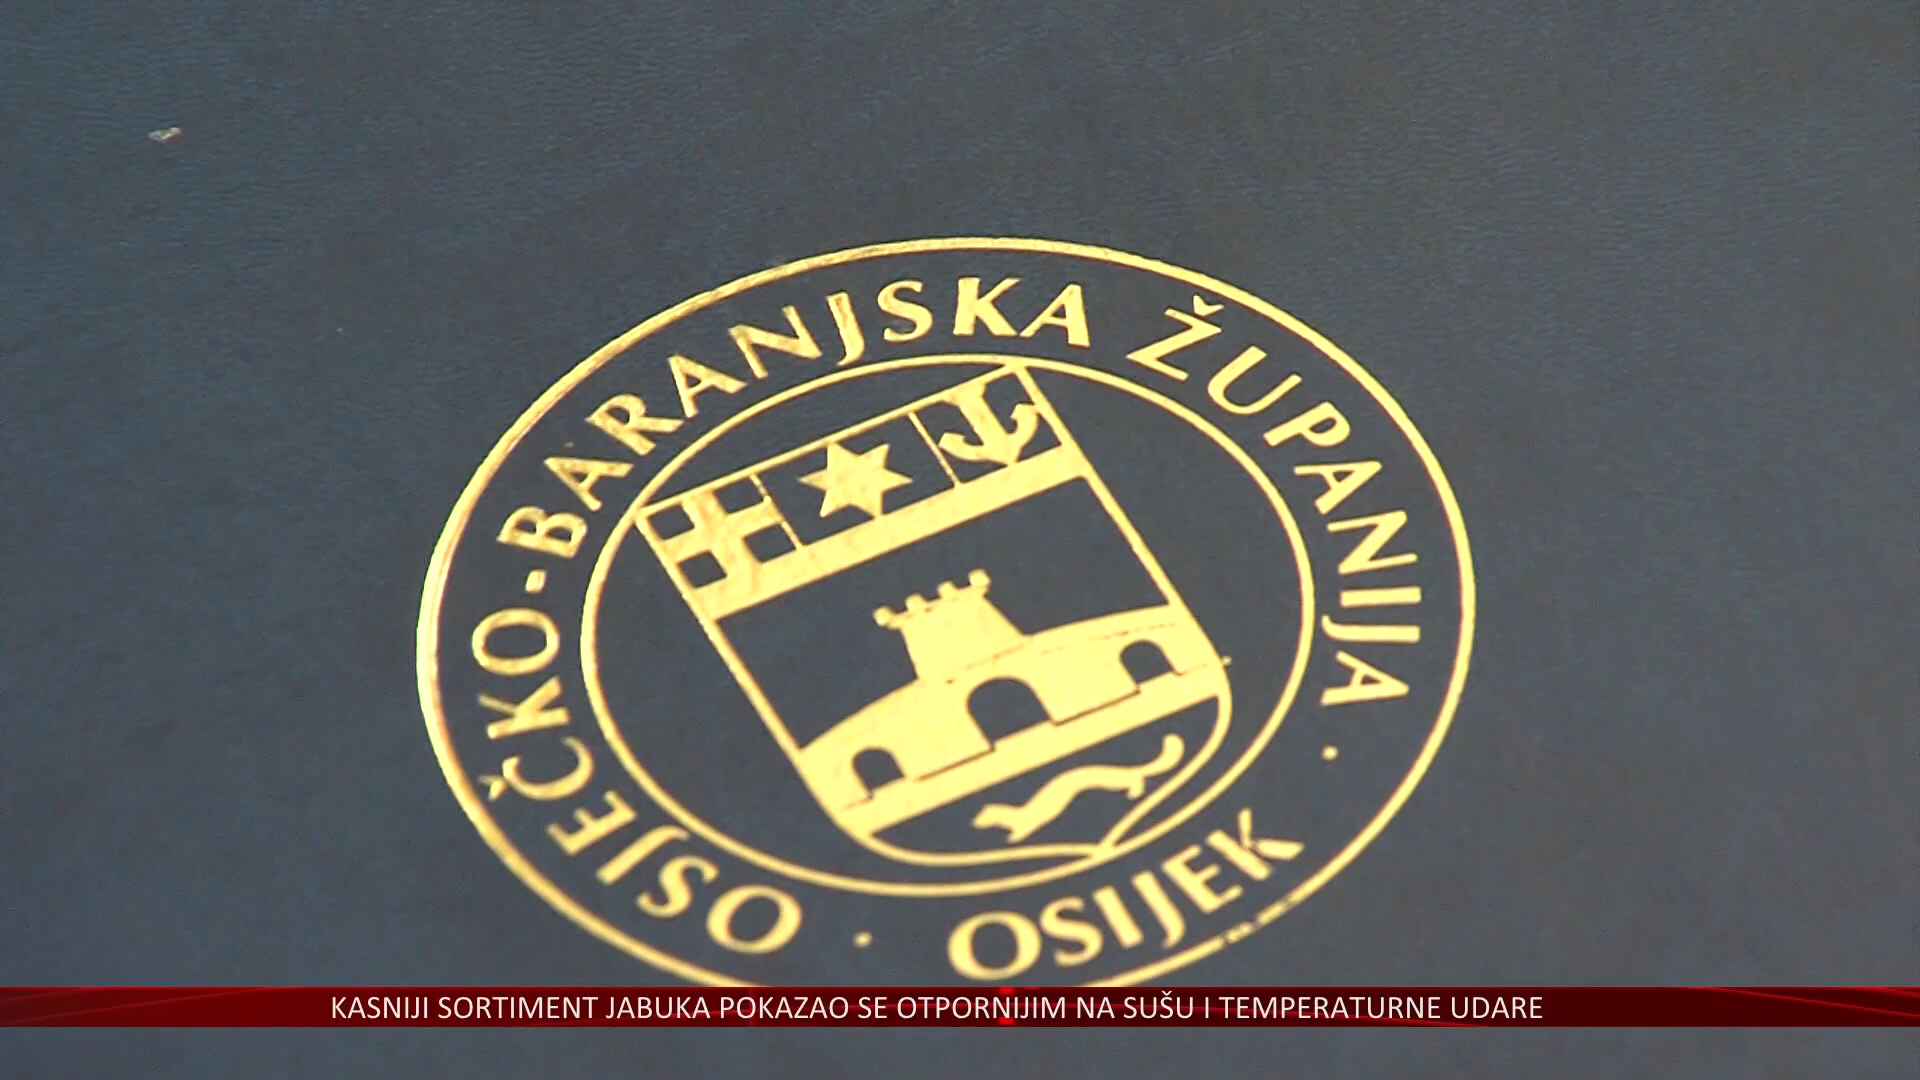 OSJEČKO-BARANJSKA ŽUPANIJA ·
OSIJEK ·
KASNIJI SORTIMENT JABUKA POKAZAO SE OTPORNIJIM NA SUŠU I TEMPERATURNE UDARE